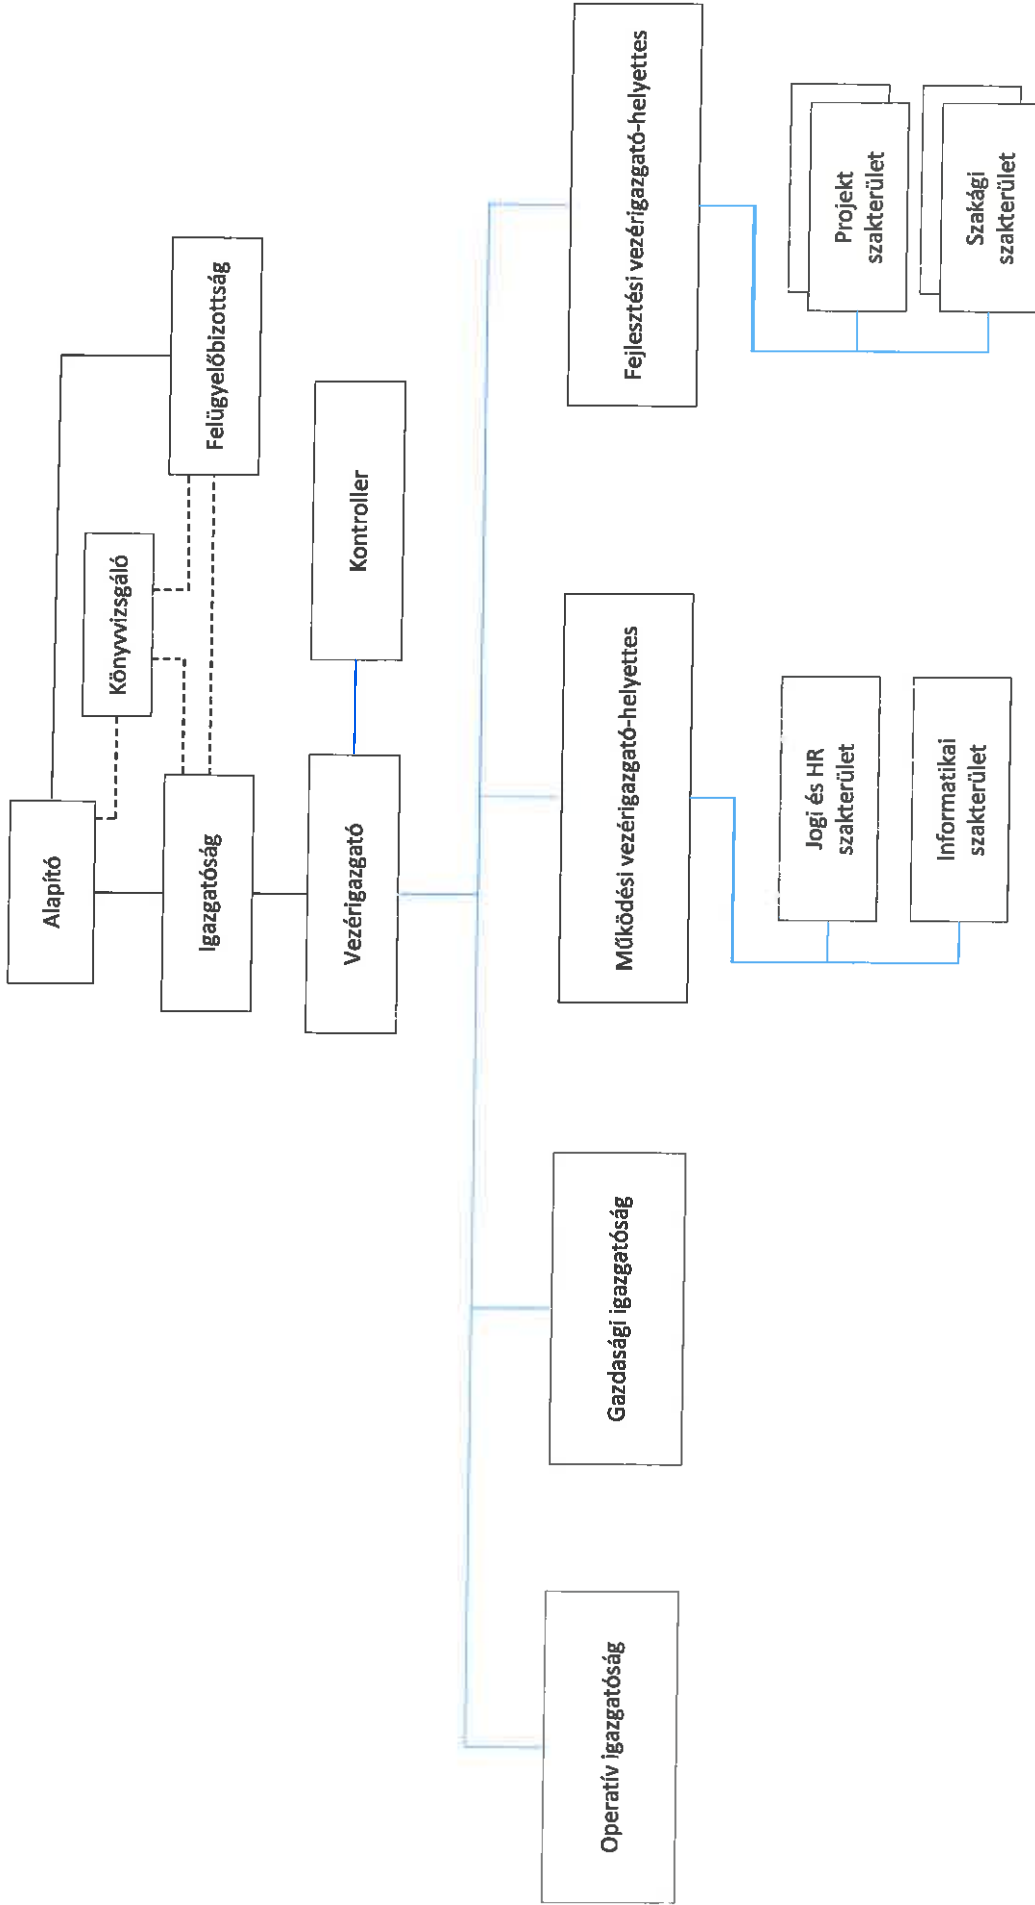 Alapító
Könyvvizsgáló
Igazgatóság
Felügyelőbizottság
Vezérigazgató
Kontroller
Operatív igazgatóság
Gazdasági igazgatóság
Működési vezérigazgató-helyettes
Fejlesztési vezérigazgató-helyettes
Jogi és HR
szakterület
Informatikai
szakterület
Projekt
szakterület
Szakági
szakterület